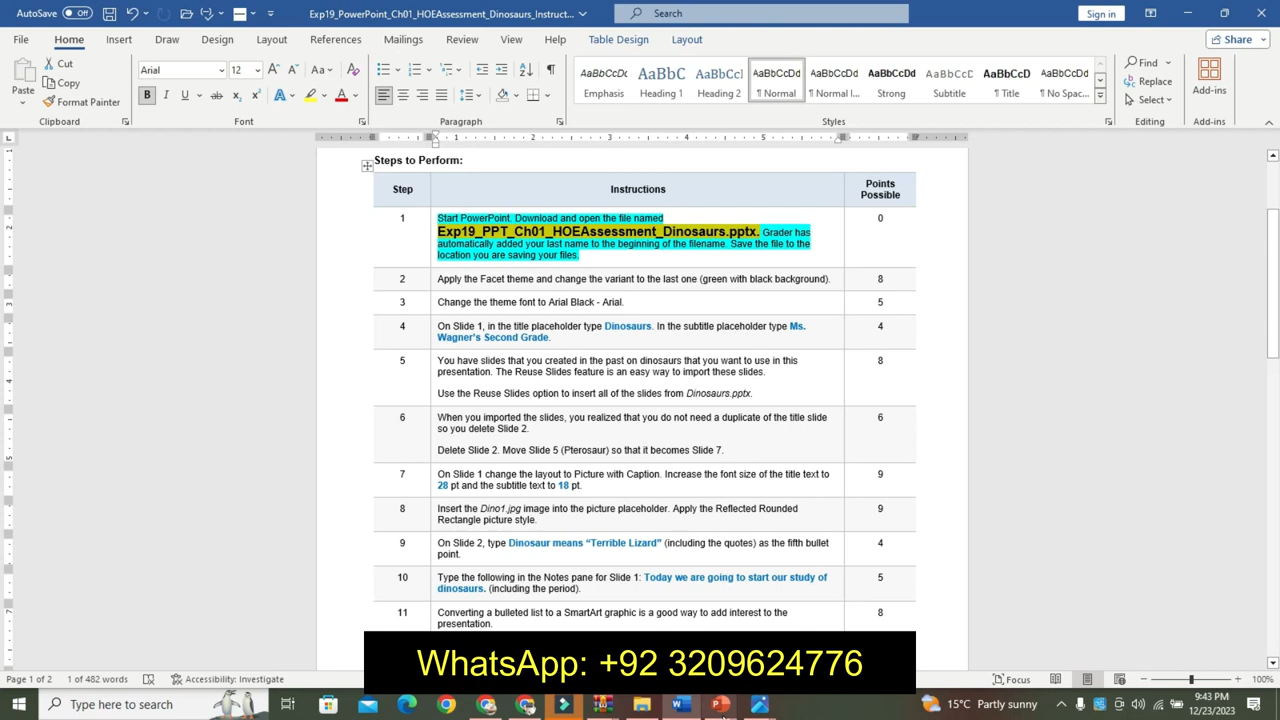 Exp19_PPT_Ch01_HOEAssessment_Din...
Search
Sign in
File Home Insert Draw Design Layout References Mailings Review View Help Table Design Layout
Share
Paste
Cut
Copy
Format Painter
Arial 12
Emphasis Heading 1 Heading 2 ¶ Normal ¶ Normal I... Strong Subtitle ¶ Title ¶ No Spac...
Find
Replace
Select
Add-ins
Clipboard Font Paragraph Styles Editing Add-ins
Steps to Perform:
Step Instructions Points
Possible
1 Start PowerPoint. Download and open the file named 0
Exp19_PPT_Ch01_HOEAssessment_Dinosaurs.pptx. Grader has
automatically added your last name to the beginning of the filename. Save the file to the
location you are saving your files.
2 Apply the Facet theme and change the variant to the last one (green with black background). 8
3 Change the theme font to Arial Black - Arial. 5
4 On Slide 1, in the title placeholder type Dinosaurs. In the subtitle placeholder type Ms. 4
Wagner's Second Grade.
5 You have slides that you created in the past on dinosaurs that you want to use in this 8
presentation. The Reuse Slides feature is an easy way to import these slides.
Use the Reuse Slides option to insert all of the slides from Dinosaurs.pptx.
6 When you imported the slides, you realized that you do not need a duplicate of the title slide 6
so you delete Slide 2.
Delete Slide 2. Move Slide 5 (Pterosaur) so that it becomes Slide 7.
7 On Slide 1 change the layout to Picture with Caption. Increase the font size of the title text to 9
28 pt and the subtitle text to 18 pt.
8 Insert the Dino1.jpg image into the picture placeholder. Apply the Reflected Rounded 9
Rectangle picture style.
9 On Slide 2, type Dinosaur means “Terrible Lizard” (including the quotes) as the fifth bullet 4
point.
10 Type the following in the Notes pane for Slide 1: Today we are going to start our study of 5
dinosaurs. (including the period).
11 Converting a bulleted list to a SmartArt graphic is a good way to add interest to the 8
presentation.
WhatsApp: +92 3209624776
Page 1 of 2 1 of 482 words Accessibility: Investigate Focus 100%
Type here to search 15°C Partly sunny 9:43 PM
12/23/2023